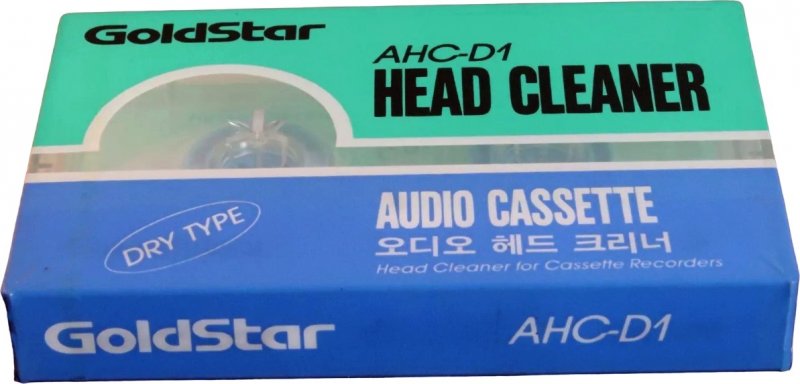 GoldStar
AHC-D1
HEAD CLEANER
DRY TYPE
AUDIO CASSETTE
오디오 헤드 크리너
Head Cleaner for Cassette Recorders
GoldStar
AHC-D1